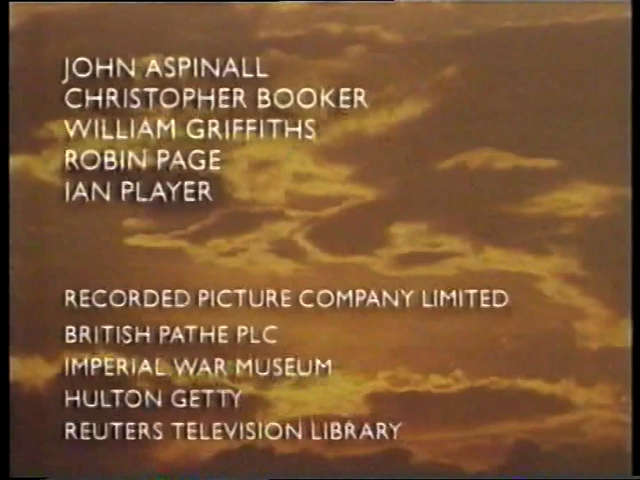 JOHN ASPINALL
CHRISTOPHER BOOKER
WILLIAM GRIFFITHS
ROBIN PAGE
IAN PLAYER
RECORDED PICTURE COMPANY LIMITED
BRITISH PATHE PLC
IMPERIAL WAR MUSEUM
HULTON GETTY
REUTERS TELEVISION LIBRARY